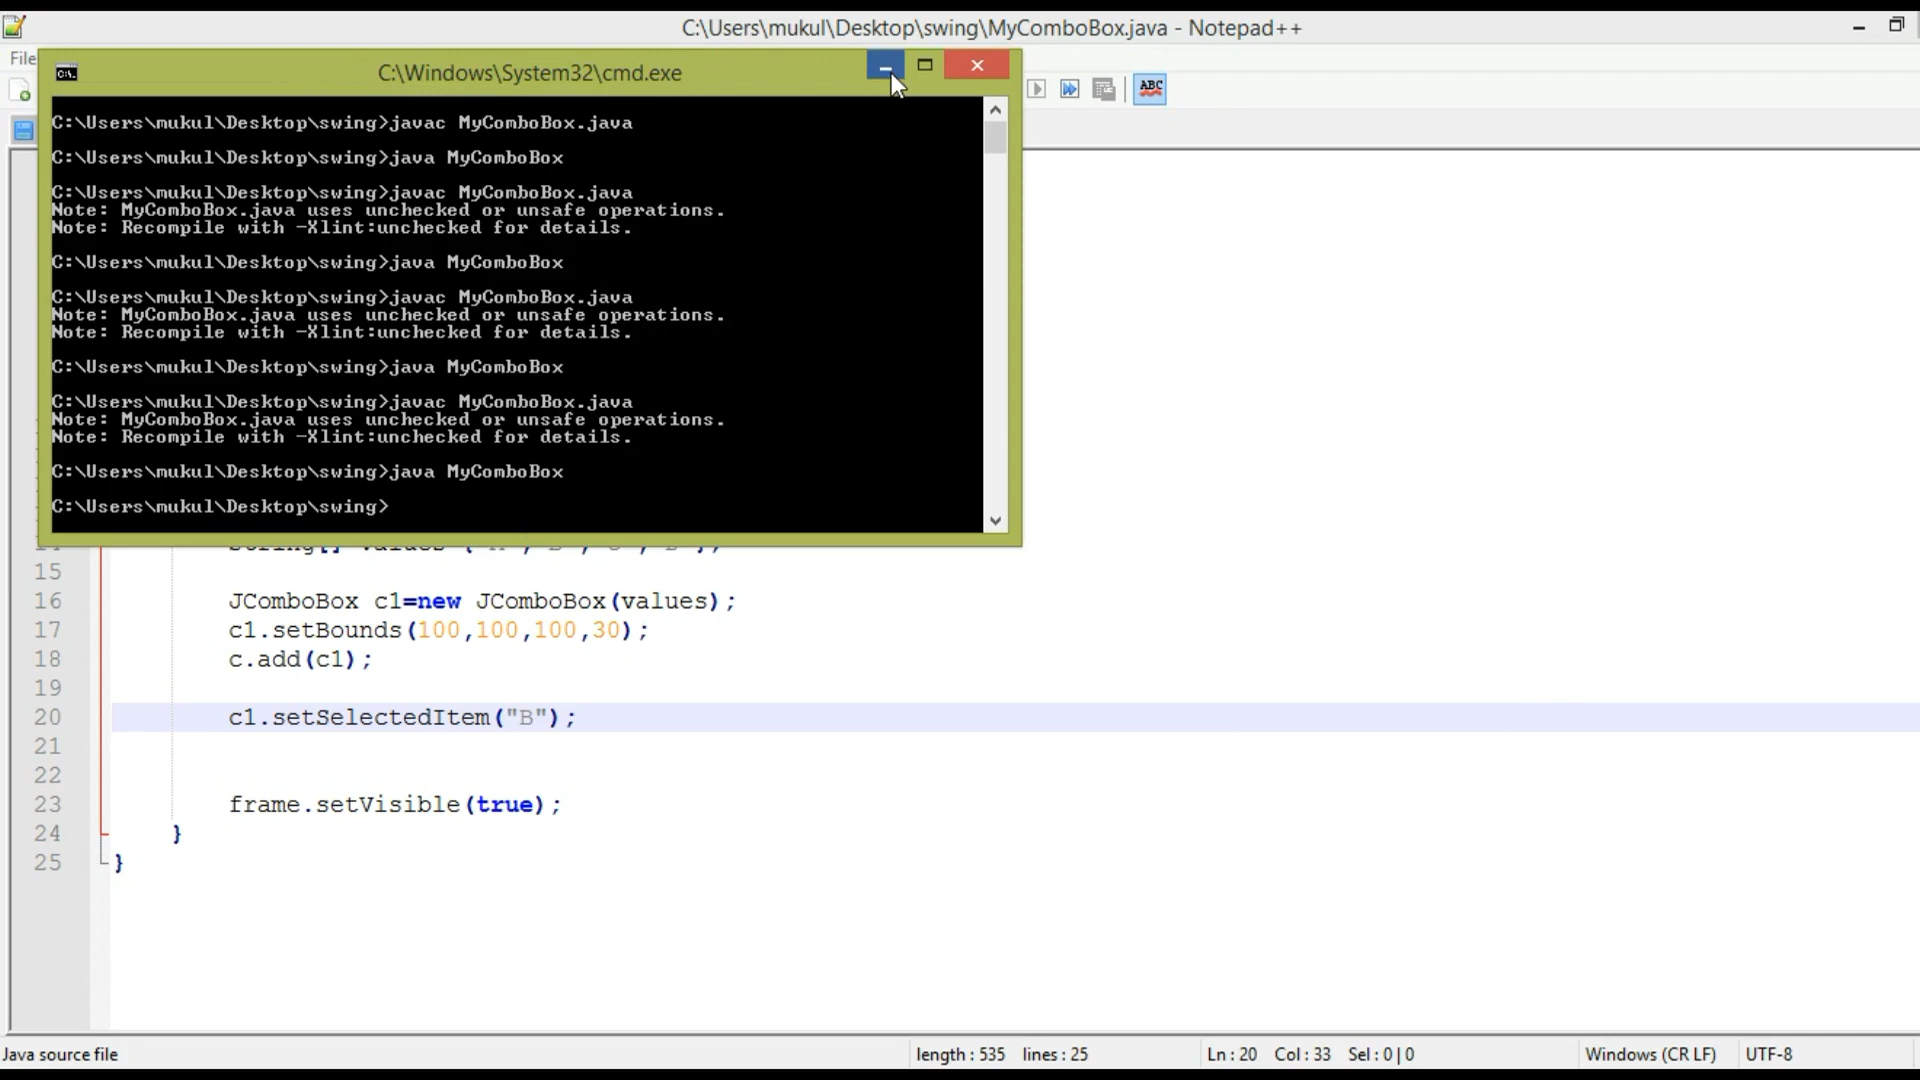 C:\Users\mukul\Desktop\swing\MyComboBox.java - Notepad++
File
C:\Windows\System32\cmd.exe
ABC
C:\Users\mukul\Desktop\swing>javac MyComboBox.java
C:\Users\mukul\Desktop\swing>java MyComboBox
C:\Users\mukul\Desktop\swing>javac MyComboBox.java
Note: MyComboBox.java uses unchecked or unsafe operations.
Note: Recompile with -Xlint:unchecked for details.
C:\Users\mukul\Desktop\swing>java MyComboBox
C:\Users\mukul\Desktop\swing>javac MyComboBox.java
Note: MyComboBox.java uses unchecked or unsafe operations.
Note: Recompile with -Xlint:unchecked for details.
C:\Users\mukul\Desktop\swing>java MyComboBox
C:\Users\mukul\Desktop\swing>javac MyComboBox.java
Note: MyComboBox.java uses unchecked or unsafe operations.
Note: Recompile with -Xlint:unchecked for details.
C:\Users\mukul\Desktop\swing>java MyComboBox
C:\Users\mukul\Desktop\swing>
15
16 JComboBox c1=new JComboBox(values);
17 c1.setBounds(100,100,100,30);
18 c.add(c1);
19
20 c1.setSelectedItem("B");
21
22
23 frame.setVisible(true);
24 }
25 }
Java source file length : 535 lines : 25 Ln : 20 Col : 33 Sel : 0 | 0 Windows (CR LF) UTF-8